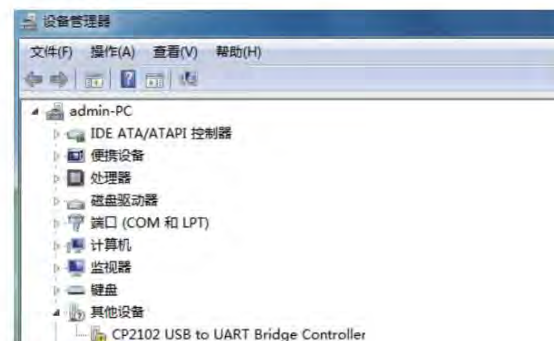 设备管理器
文件(F) 操作(A) 查看(V) 帮助(H)
admin-PC
IDE ATA/ATAPI 控制器
便携设备
处理器
磁盘驱动器
端口 (COM 和 LPT)
计算机
监视器
键盘
其他设备
CP2102 USB to UART Bridge Controller